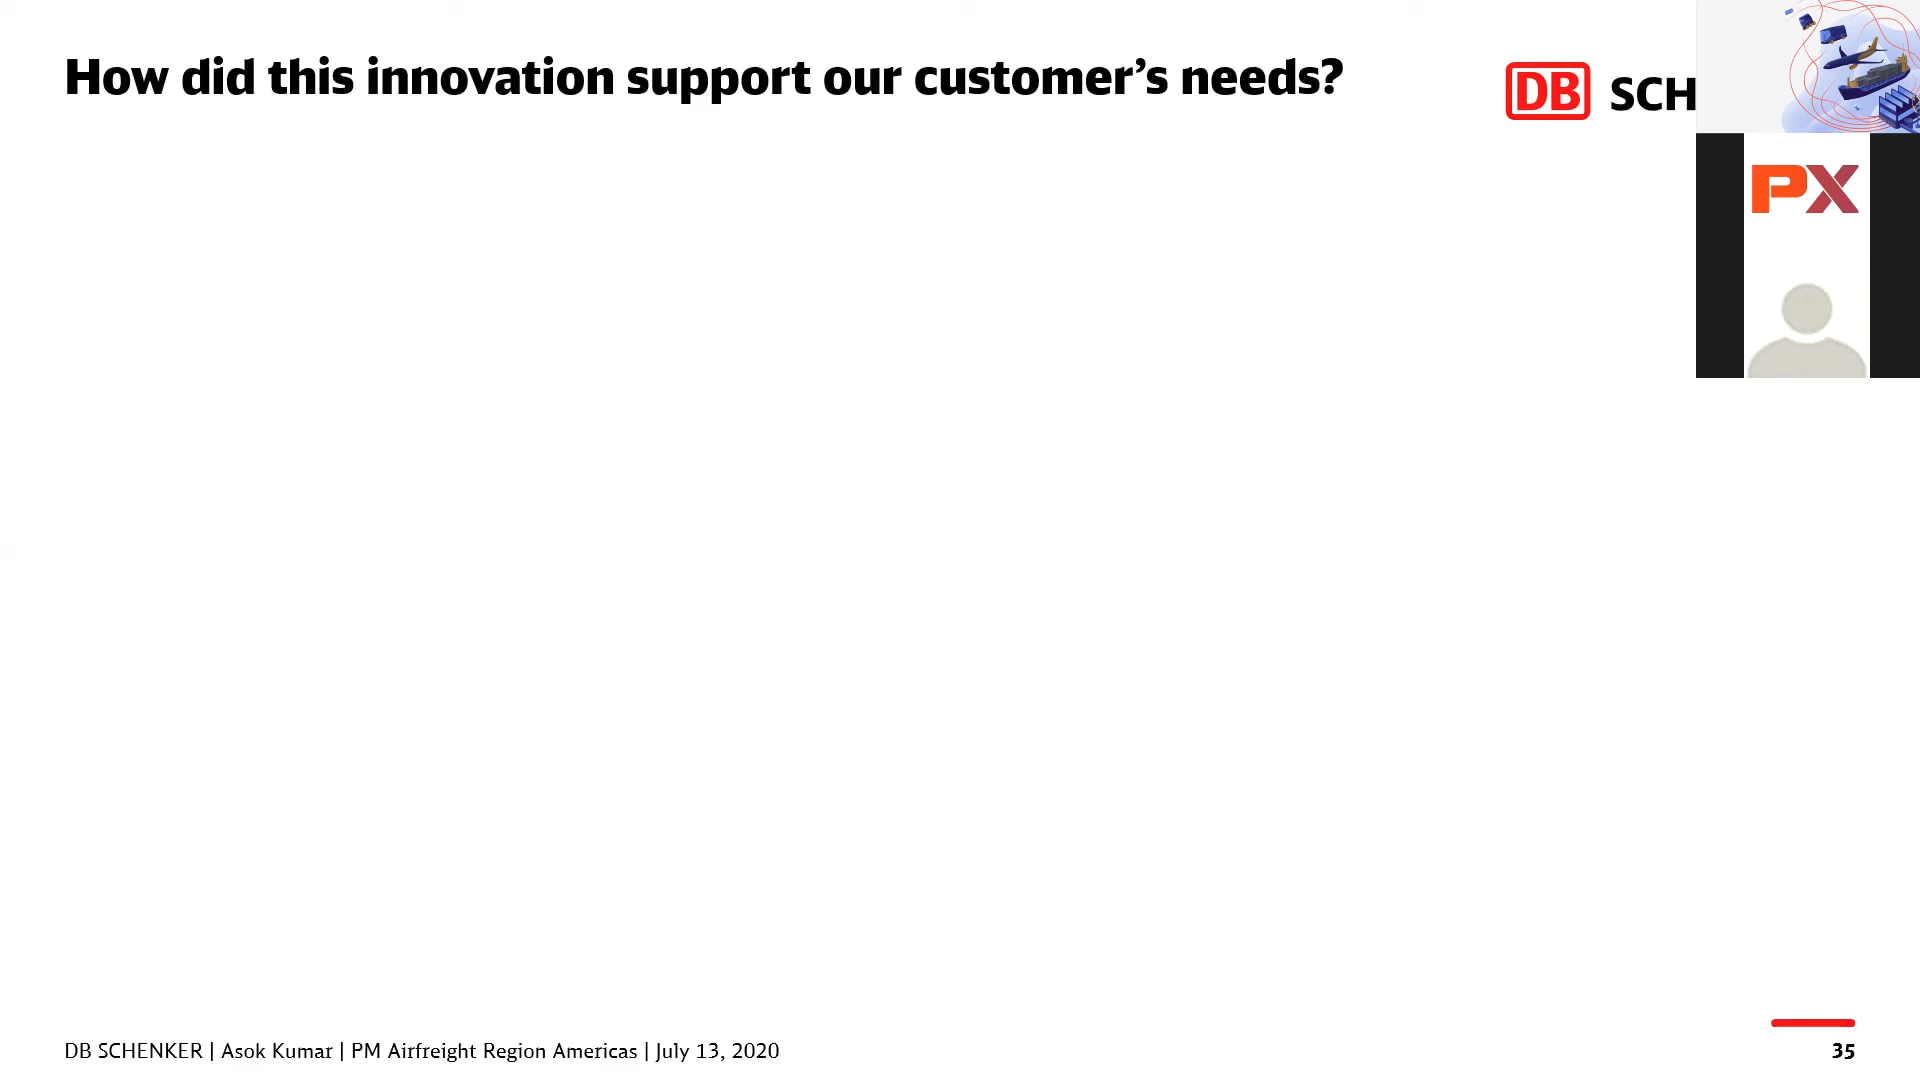 How did this innovation support our customer’s needs?
DB SCH
PX
DB SCHENKER | Asok Kumar | PM Airfreight Region Americas | July 13, 2020
35